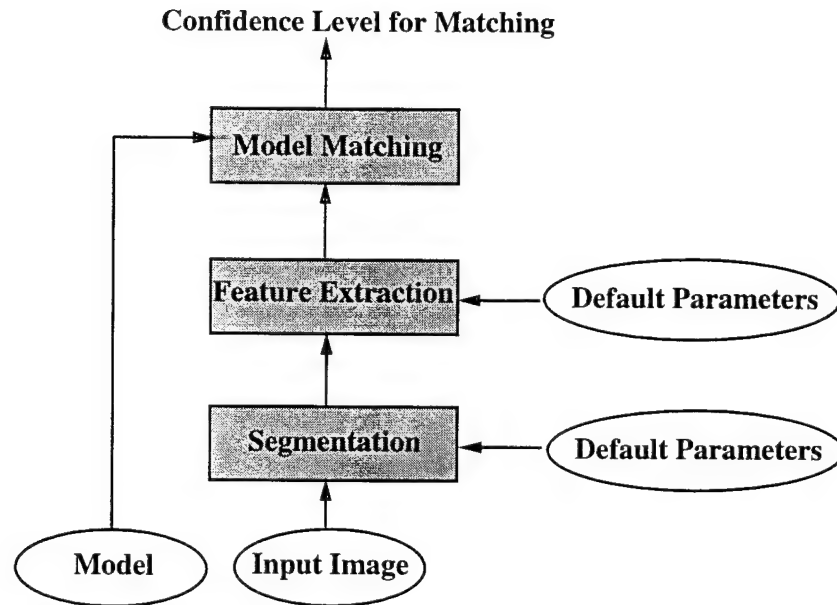 Confidence Level for Matching
Model Matching
Feature Extraction
Default Parameters
Segmentation
Default Parameters
Model
Input Image